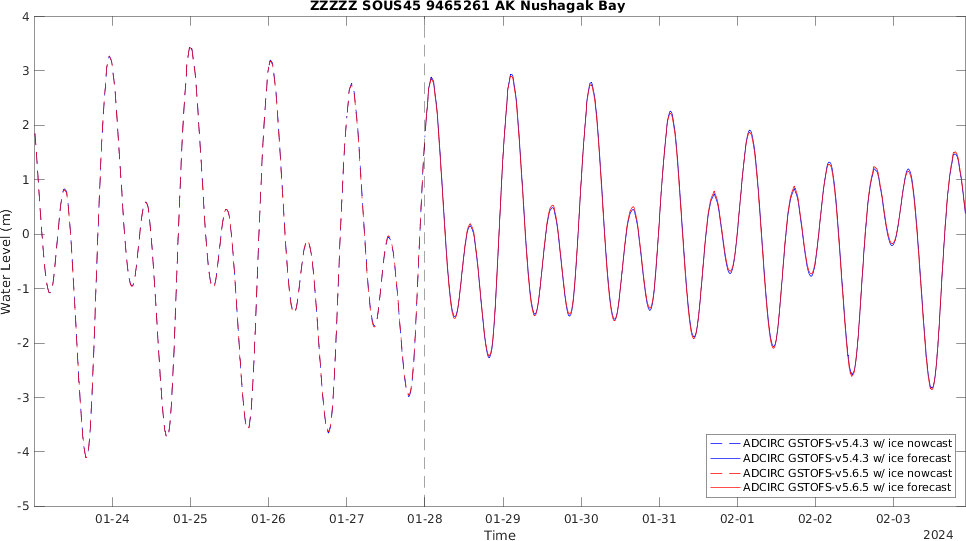 ZZZZZ SOUS45 9465261 AK Nushagak Bay
4
3
2
1
0
-1
-2
-3
-4
-5
Water Level (m)
ADCIRC GSTOFS-v5.4.3 w/ ice nowcast
ADCIRC GSTOFS-v5.4.3 w/ ice forecast
ADCIRC GSTOFS-v5.6.5 w/ ice nowcast
ADCIRC GSTOFS-v5.6.5 w/ ice forecast
01-24 01-25 01-26 01-27 01-28 01-29 01-30 01-31 02-01 02-02 02-03
Time
2024